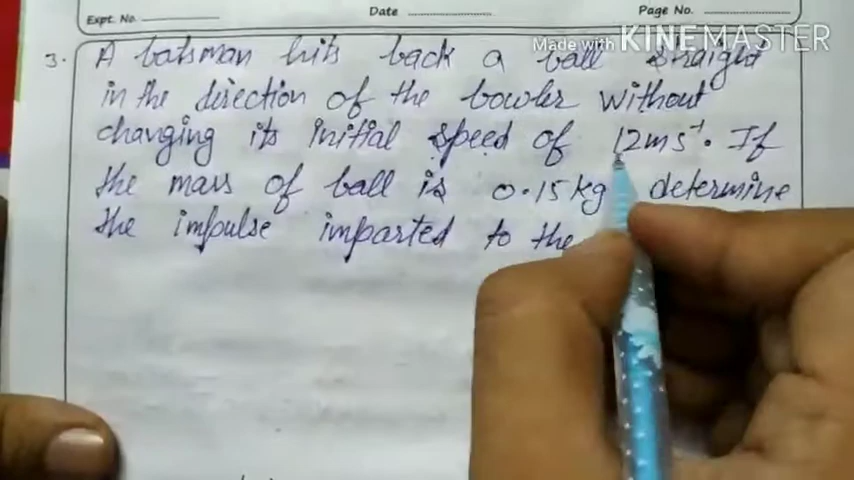 Expt. No.
Date
Page No.
Made with KINEMASTER
3. A batsman hits back a ball straight
in the direction of the bowler without
changing its initial speed of 12ms⁻¹. If
the mass of ball is 0.15 kg determine
the impulse imparted to the